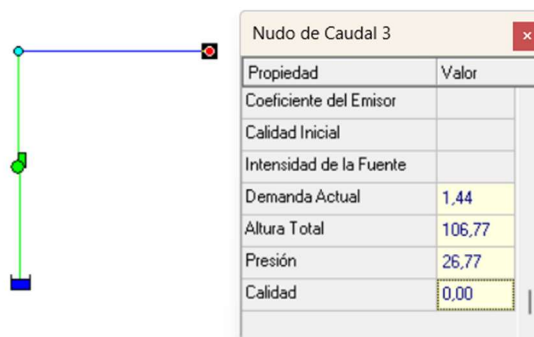 Nudo de Caudal 3
Propiedad Valor
Coeficiente del Emisor
Calidad Inicial
Intensidad de la Fuente
Demanda Actual 1,44
Altura Total 106,77
Presión 26,77
Calidad 0,00